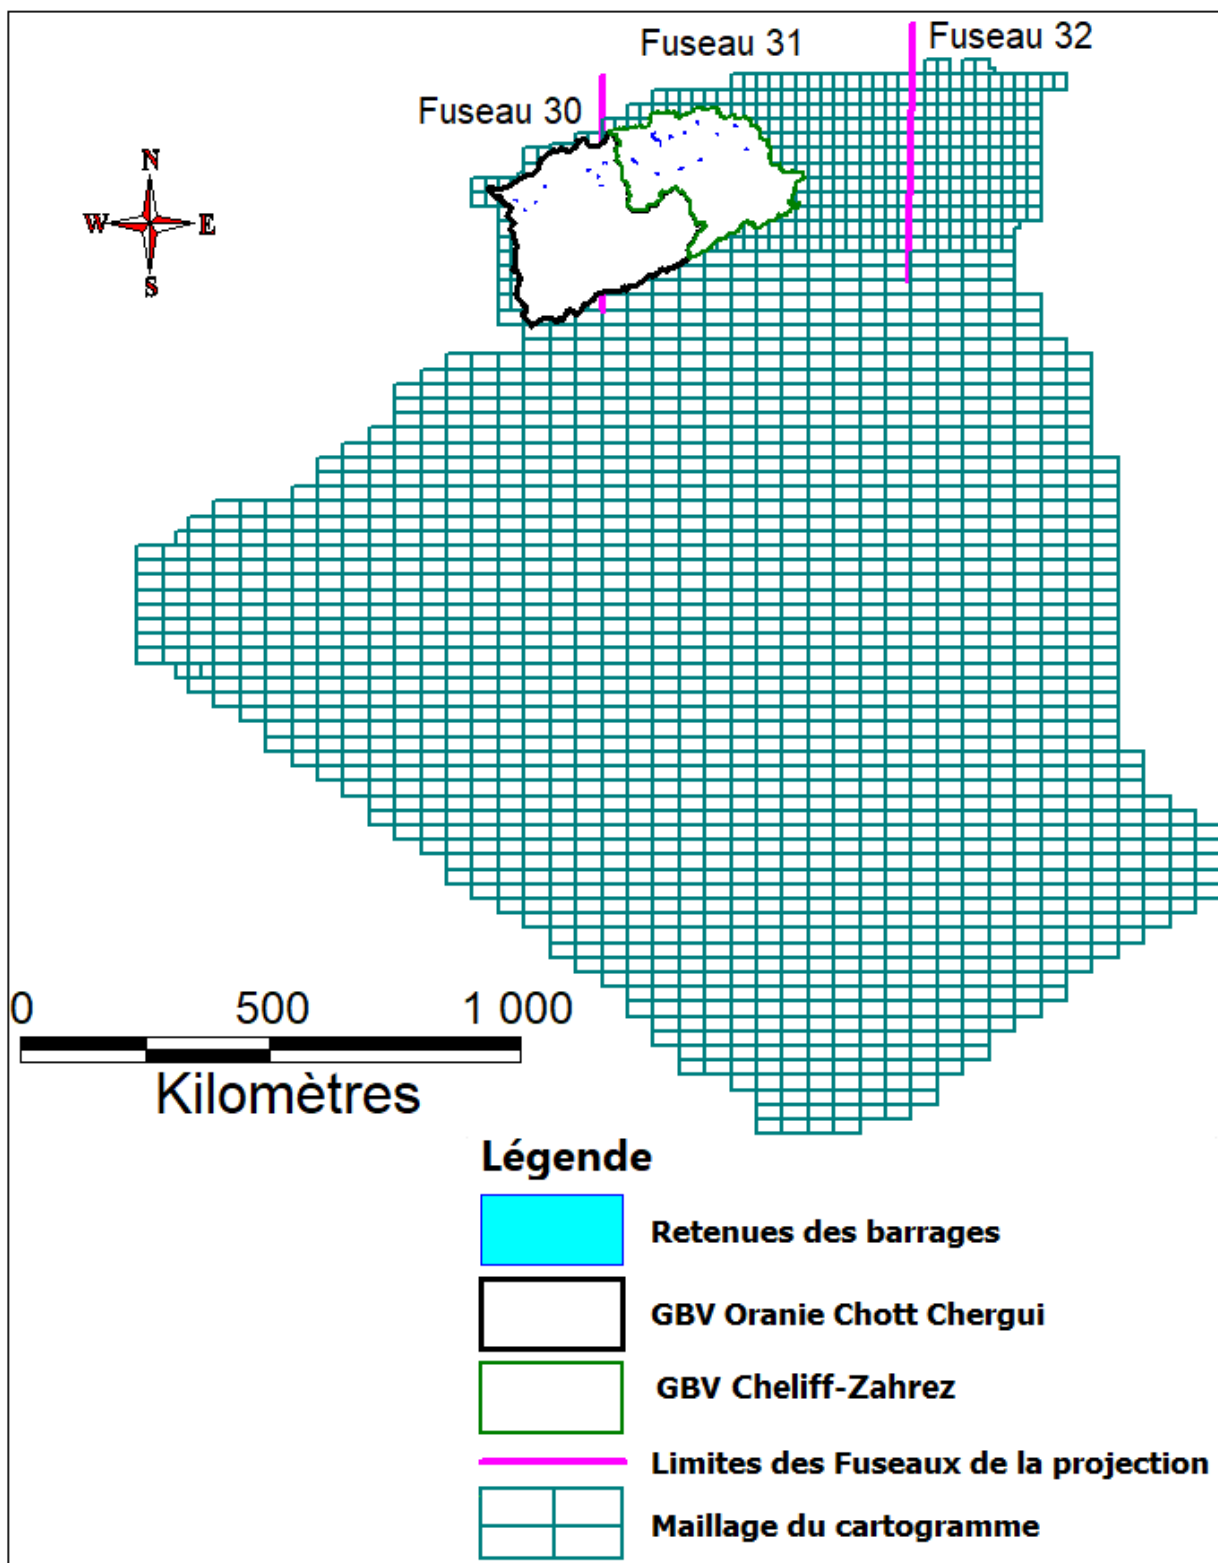 Fuseau 32
Fuseau 31
Fuseau 30
N
W E
S
0 500 1 000
Kilomètres
Légende
Retenues des barrages
GBV Oranie Chott Chergui
GBV Cheliff-Zahrez
Limites des Fuseaux de la projection
Maillage du cartogramme